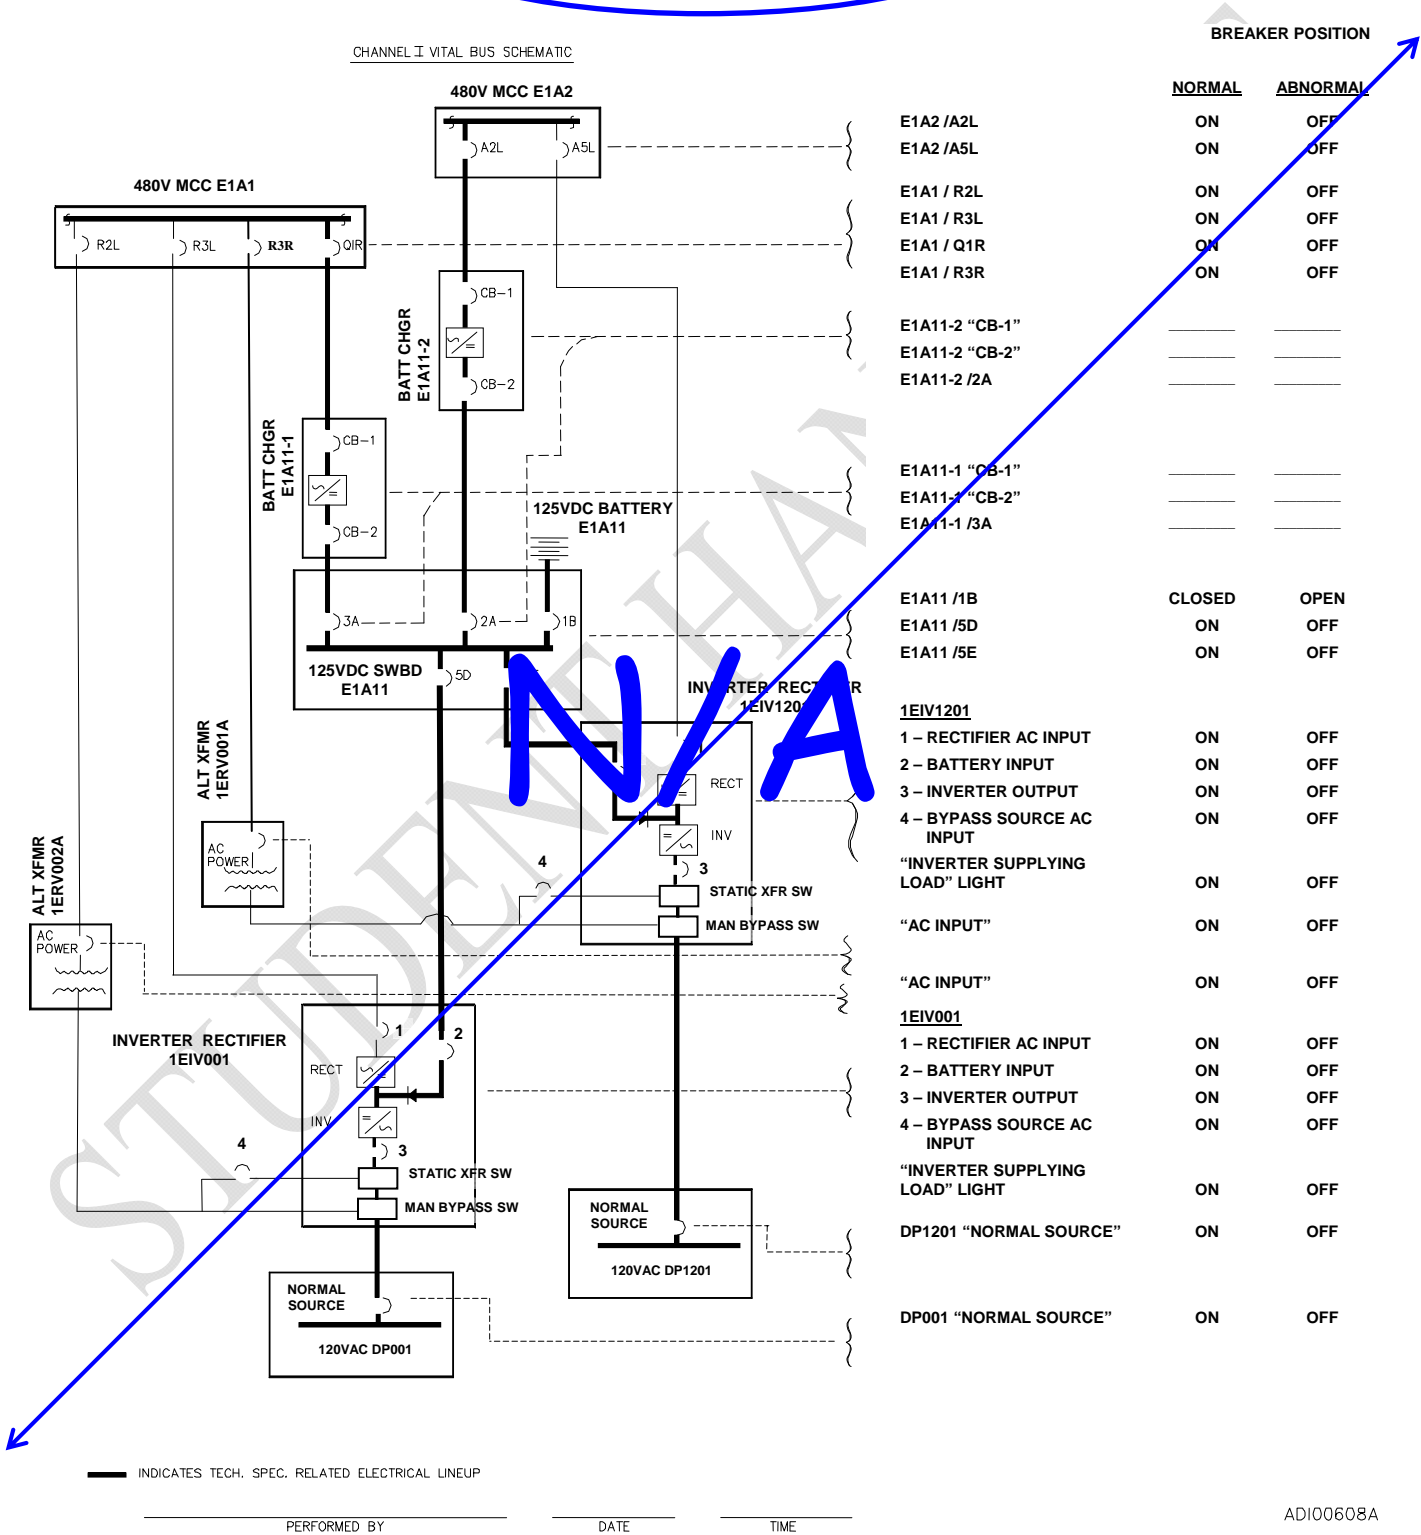 BREAKER POSITION
CHANNEL I VITAL BUS SCHEMATIC
NORMAL ABNORMAL
480V MCC E1A2
A2L A5L
E1A2 /A2L ON OFF
E1A2 /A5L ON OFF
480V MCC E1A1
R2L R3L R3R Q1R
E1A1 / R2L ON OFF
E1A1 / R3L ON OFF
E1A1 / Q1R ON OFF
E1A1 / R3R ON OFF
BATT CHGR
E1A11-2
CB-1
CB-2
E1A11-2 “CB-1”
E1A11-2 “CB-2”
E1A11-2 /2A
BATT CHGR
E1A11-1
CB-1
CB-2
E1A11-1 “CB-1”
E1A11-1 “CB-2”
E1A11-1 /3A
125VDC BATTERY
E1A11
3A 2A 1B
125VDC SWBD
E1A11
5D
E1A11 /1B CLOSED OPEN
E1A11 /5D ON OFF
E1A11 /5E ON OFF
N/A
INVERTER RECTIFIER
1EIV1201
RECT
INV
3
4
STATIC XFR SW
MAN BYPASS SW
1EIV1201
1 – RECTIFIER AC INPUT ON OFF
2 – BATTERY INPUT ON OFF
3 – INVERTER OUTPUT ON OFF
4 – BYPASS SOURCE AC ON OFF
INPUT
“INVERTER SUPPLYING
LOAD” LIGHT ON OFF
ALT XFMR
1ERV001A
AC
POWER
“AC INPUT” ON OFF
ALT XFMR
1ERV002A
AC
POWER
“AC INPUT” ON OFF
INVERTER RECTIFIER
1EIV001
1
2
RECT
INV
3
4
STATIC XFR SW
MAN BYPASS SW
1EIV001
1 – RECTIFIER AC INPUT ON OFF
2 – BATTERY INPUT ON OFF
3 – INVERTER OUTPUT ON OFF
4 – BYPASS SOURCE AC ON OFF
INPUT
“INVERTER SUPPLYING
LOAD” LIGHT ON OFF
NORMAL
SOURCE
120VAC DP1201
DP1201 “NORMAL SOURCE” ON OFF
NORMAL
SOURCE
120VAC DP001
DP001 “NORMAL SOURCE” ON OFF
INDICATES TECH. SPEC. RELATED ELECTRICAL LINEUP
PERFORMED BY DATE TIME
ADI00608A
STUDENT HAN